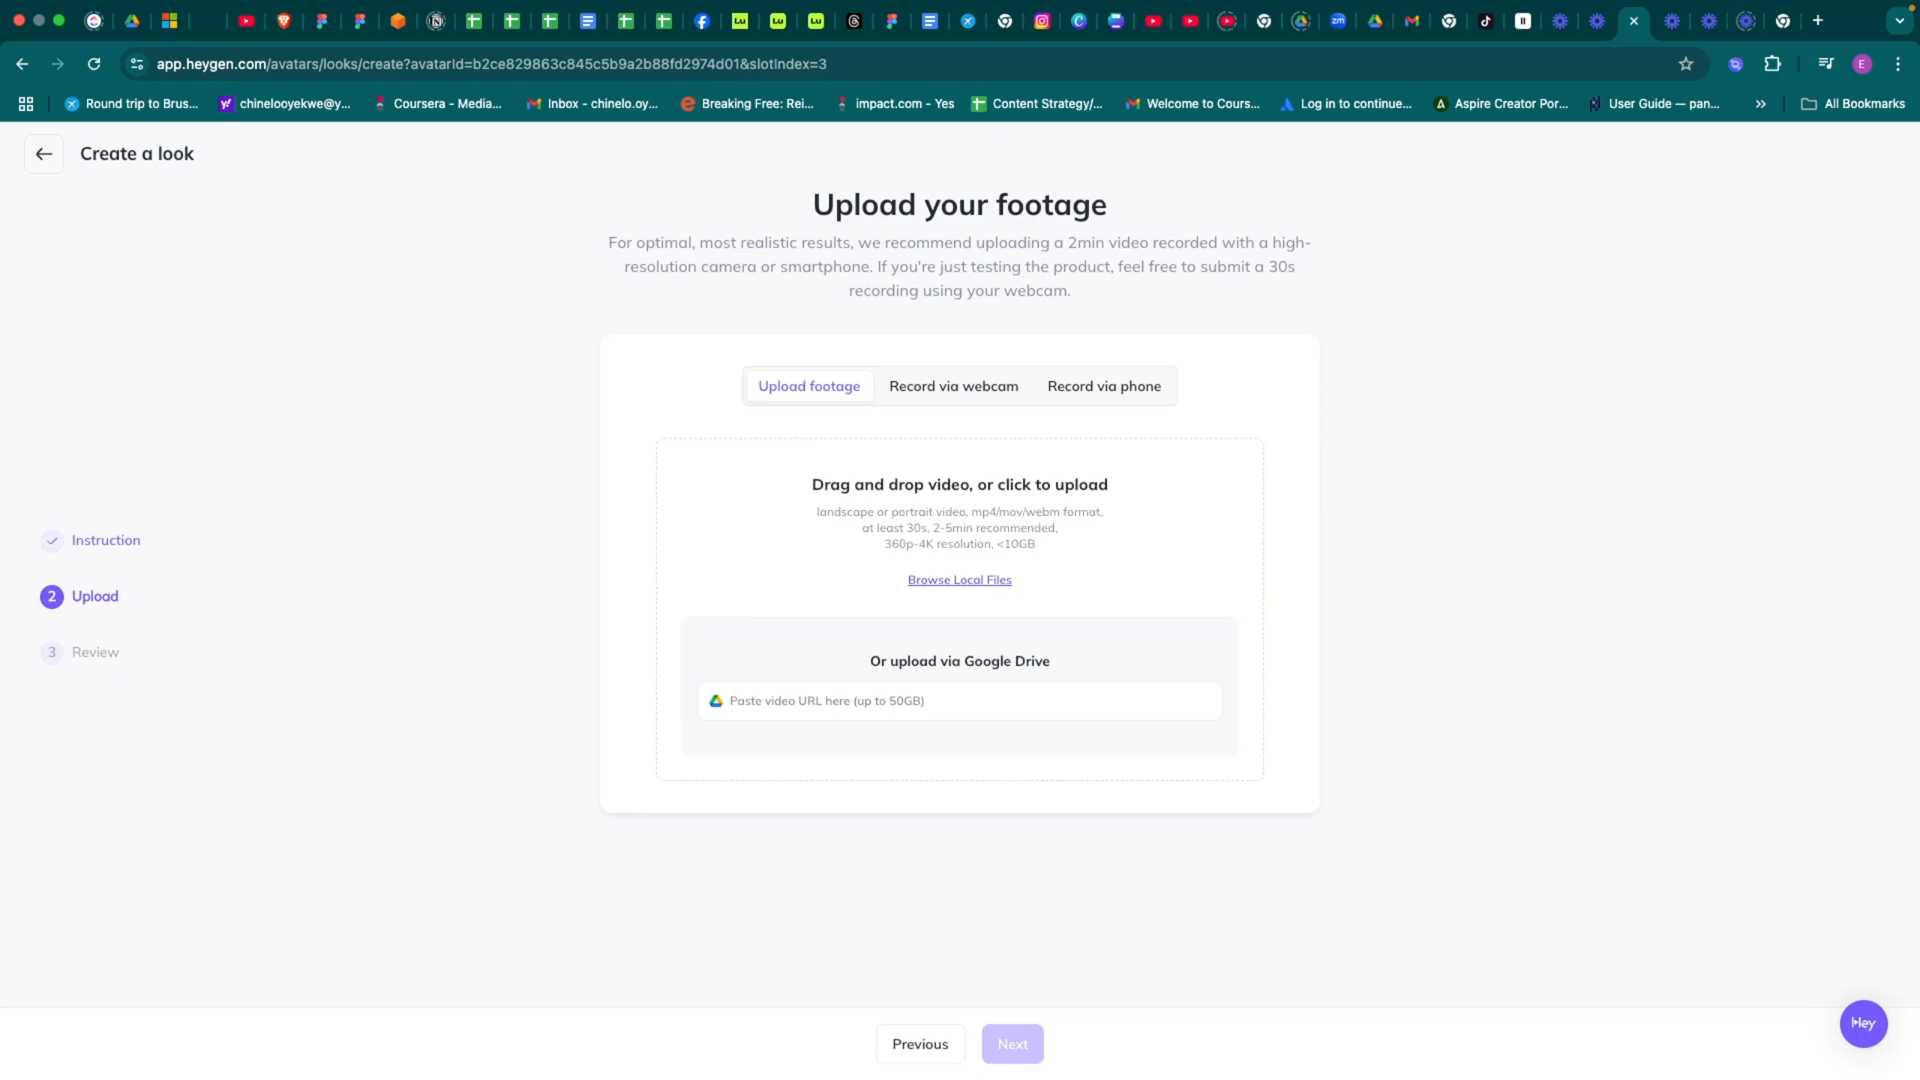 app.heygen.com/avatars/looks/create?avatarId=b2ce829863c845c5b9a2b88fd2974d01&slotIndex=3
E
Round trip to Brus...
chinelooyekwe@y...
Coursera - Media...
Inbox - chinelo.oy...
Breaking Free: Rei...
impact.com - Yes
Content Strategy/...
Welcome to Cours...
Log in to continue...
Aspire Creator Por...
User Guide — pan...
All Bookmarks
Create a look
Upload your footage
For optimal, most realistic results, we recommend uploading a 2min video recorded with a high-
resolution camera or smartphone. If you're just testing the product, feel free to submit a 30s
recording using your webcam.
Upload footage
Record via webcam
Record via phone
Drag and drop video, or click to upload
landscape or portrait video, mp4/mov/webm format,
at least 30s, 2-5min recommended,
360p-4K resolution, <10GB
Browse Local Files
Or upload via Google Drive
Paste video URL here (up to 50GB)
Instruction
2 Upload
3 Review
Previous
Next
Hey